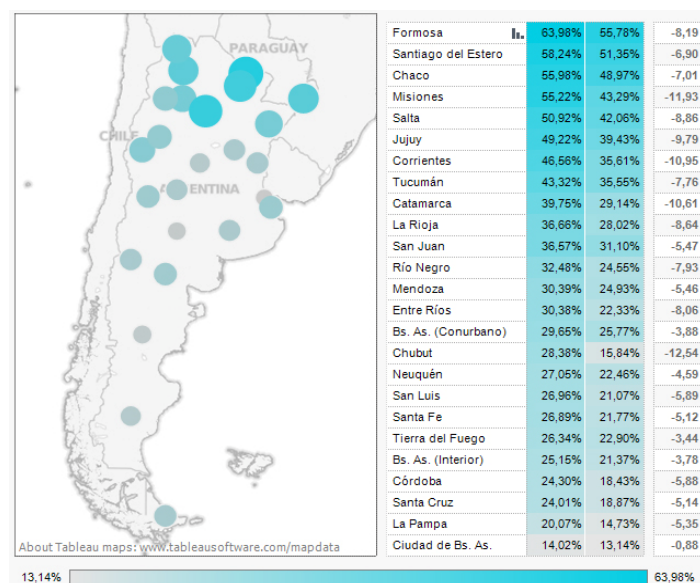 PARAGUAY
CHILE
A ENTINA
About Tableau maps: www.tableausoftware.com/mapdata
Formosa 63,98% 55,78% -8,19
Santiago del Estero 58,24% 51,35% -6,90
Chaco 55,98% 48,97% -7,01
Misiones 55,22% 43,29% -11,93
Salta 50,92% 42,06% -8,86
Jujuy 49,22% 39,43% -9,79
Corrientes 46,56% 35,61% -10,95
Tucumán 43,32% 35,55% -7,76
Catamarca 39,75% 29,14% -10,61
La Rioja 36,66% 28,02% -8,64
San Juan 36,57% 31,10% -5,47
Río Negro 32,48% 24,55% -7,93
Mendoza 30,39% 24,93% -5,46
Entre Ríos 30,38% 22,33% -8,06
Bs. As. (Conurbano) 29,65% 25,77% -3,88
Chubut 28,38% 15,84% -12,54
Neuquén 27,05% 22,46% -4,59
San Luis 26,96% 21,07% -5,89
Santa Fe 26,89% 21,77% -5,12
Tierra del Fuego 26,34% 22,90% -3,44
Bs. As. (Interior) 25,15% 21,37% -3,78
Córdoba 24,30% 18,43% -5,88
Santa Cruz 24,01% 18,87% -5,14
La Pampa 20,07% 14,73% -5,35
Ciudad de Bs. As. 14,02% 13,14% -0,88
13,14% 63,98%